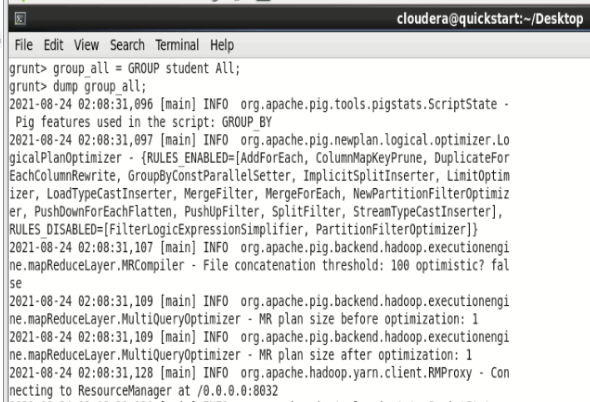 cloudera@quickstart:~/Desktop
File Edit View Search Terminal Help
grunt> group_all = GROUP student All;
grunt> dump group_all;
2021-08-24 02:08:31,096 [main] INFO  org.apache.pig.tools.pigstats.ScriptState -
 Pig features used in the script: GROUP_BY
2021-08-24 02:08:31,097 [main] INFO  org.apache.pig.newplan.logical.optimizer.Lo
gicalPlanOptimizer - {RULES_ENABLED=[AddForEach, ColumnMapKeyPrune, DuplicateFor
EachColumnRewrite, GroupByConstParallelSetter, ImplicitSplitInserter, LimitOptim
izer, LoadTypeCastInserter, MergeFilter, MergeForEach, NewPartitionFilterOptimiz
er, PushDownForEachFlatten, PushUpFilter, SplitFilter, StreamTypeCastInserter],
RULES_DISABLED=[FilterLogicExpressionSimplifier, PartitionFilterOptimizer]}
2021-08-24 02:08:31,107 [main] INFO  org.apache.pig.backend.hadoop.executionengi
ne.mapReduceLayer.MRCompiler - File concatenation threshold: 100 optimistic? fal
se
2021-08-24 02:08:31,109 [main] INFO  org.apache.pig.backend.hadoop.executionengi
ne.mapReduceLayer.MultiQueryOptimizer - MR plan size before optimization: 1
2021-08-24 02:08:31,109 [main] INFO  org.apache.pig.backend.hadoop.executionengi
ne.mapReduceLayer.MultiQueryOptimizer - MR plan size after optimization: 1
2021-08-24 02:08:31,128 [main] INFO  org.apache.hadoop.yarn.client.RMProxy - Con
necting to ResourceManager at /0.0.0.0:8032